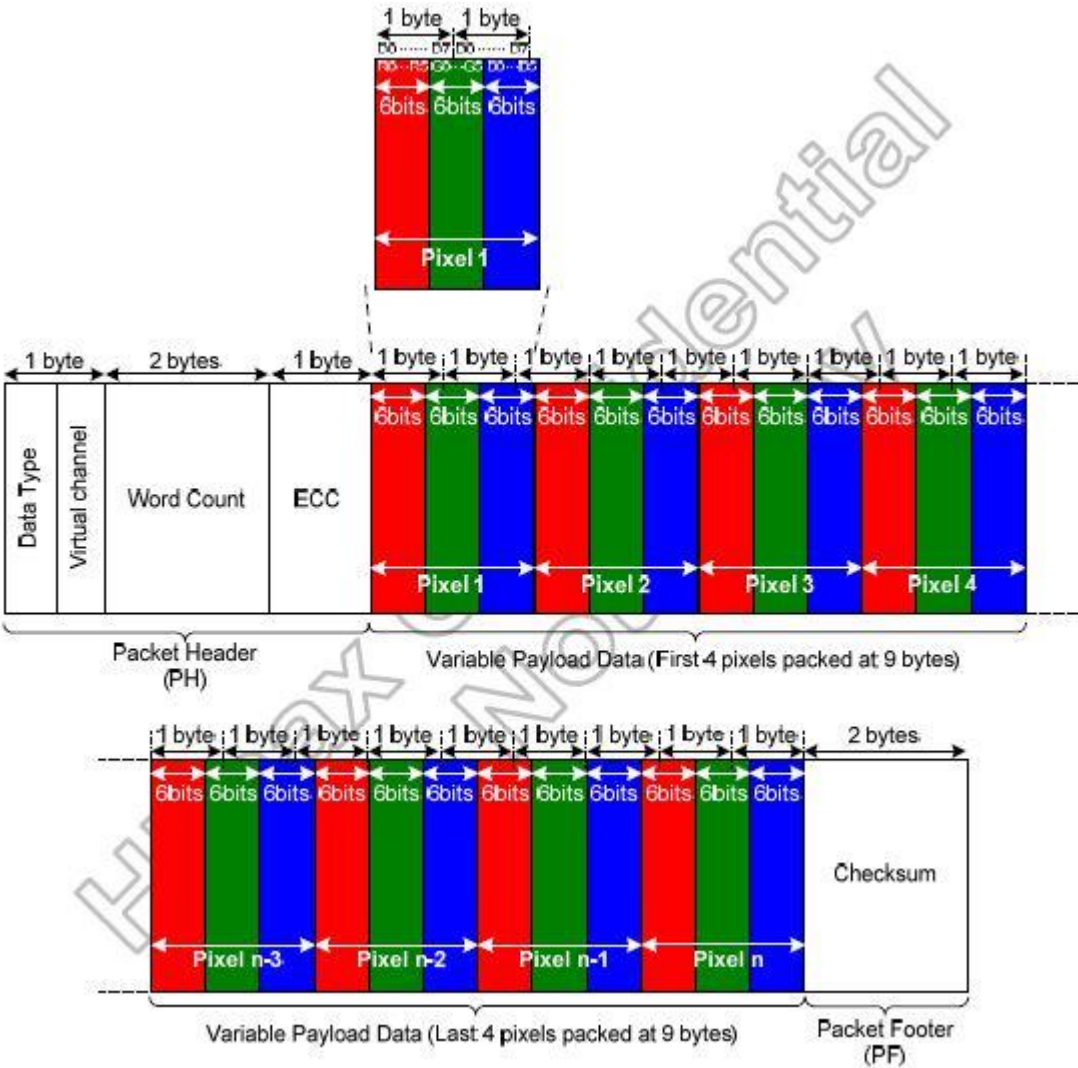 1 byte 1 byte
D0 ...... D7 D0 ...... D7
R0...R5 G0...G5 B0...B5
6bits 6bits 6bits
Pixel 1
1 byte 2 bytes 1 byte 1 byte 1 byte 1 byte 1 byte 1 byte 1 byte 1 byte 1 byte 1 byte
6bits 6bits 6bits 6bits 6bits 6bits 6bits 6bits 6bits 6bits 6bits 6bits
Data Type
Virtual channel
Word Count
ECC
Pixel 1 Pixel 2 Pixel 3 Pixel 4
Packet Header
(PH)
Variable Payload Data (First 4 pixels packed at 9 bytes)
1 byte 1 byte 1 byte 1 byte 1 byte 1 byte 1 byte 1 byte 1 byte 2 bytes
6bits 6bits 6bits 6bits 6bits 6bits 6bits 6bits 6bits 6bits 6bits 6bits
Checksum
Pixel n-3 Pixel n-2 Pixel n-1 Pixel n
Variable Payload Data (Last 4 pixels packed at 9 bytes)
Packet Footer
(PF)